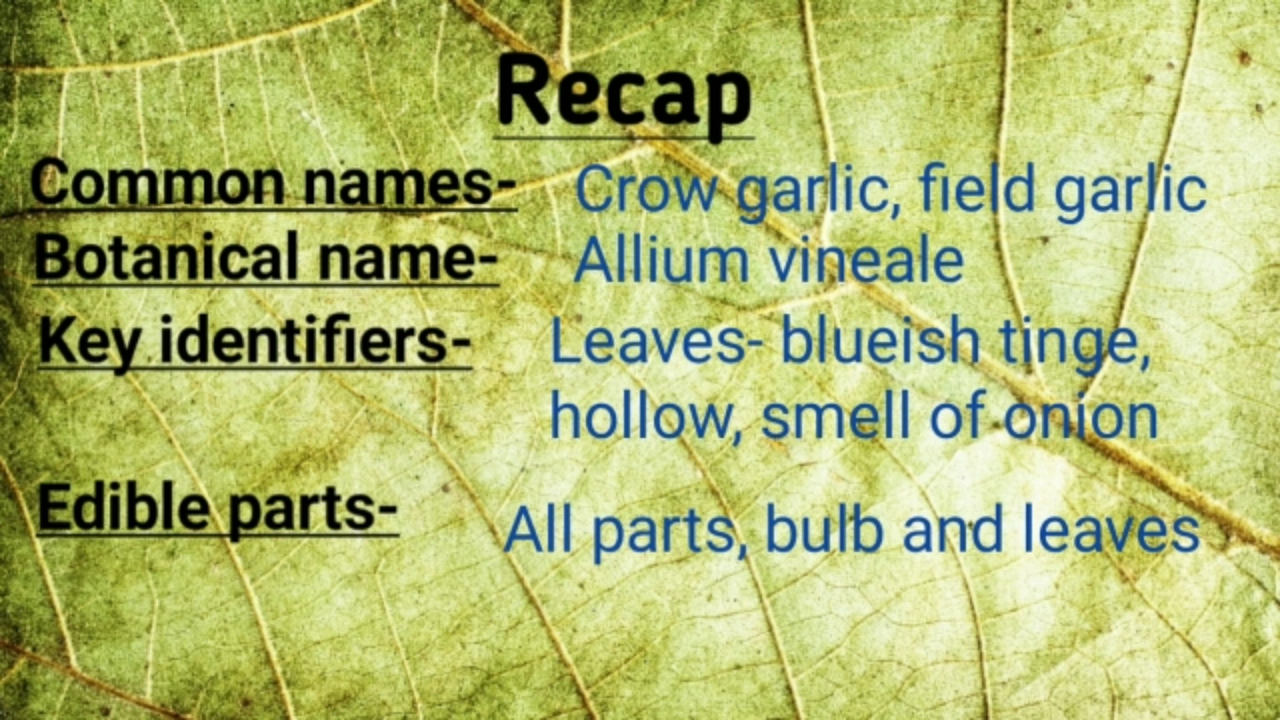 Recap
Common names- Crow garlic, field garlic
Botanical name- Allium vineale
Key identifiers- Leaves- blueish tinge,
hollow, smell of onion
Edible parts- All parts, bulb and leaves